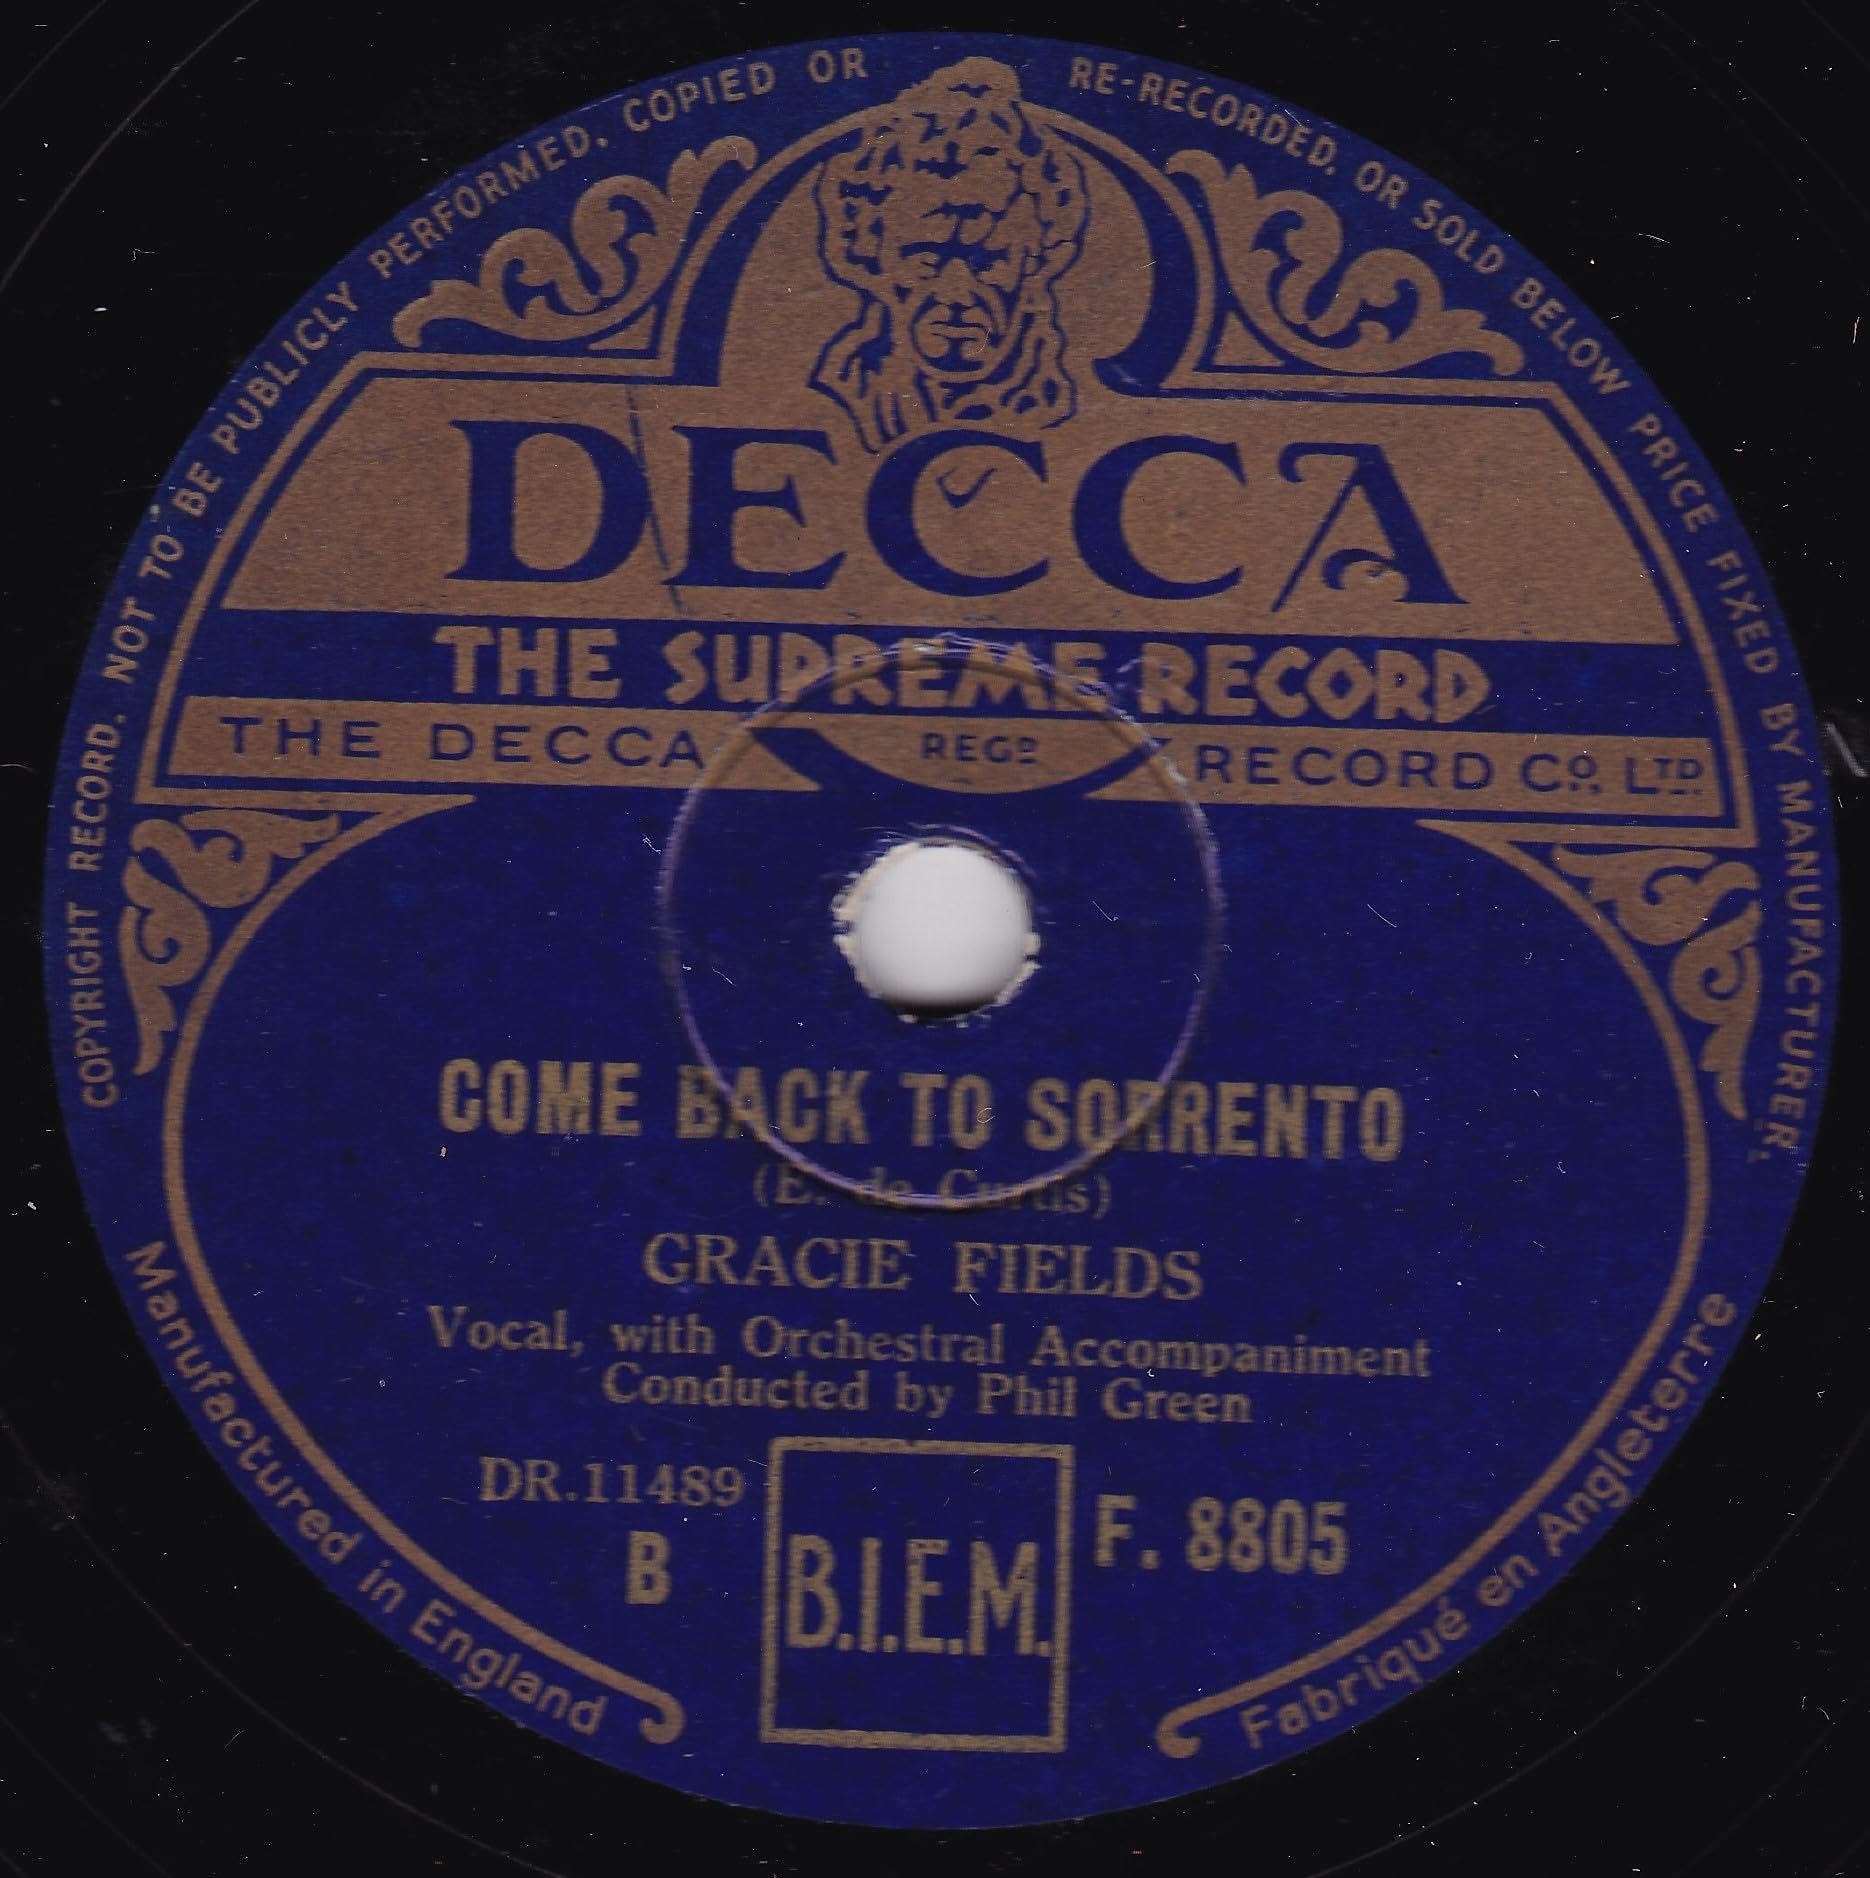 COPYRIGHT RECORD. NOT TO BE PUBLICLY PERFORMED. COPIED OR RE-RECORDED. OR SOLD BELOW PRICE FIXED BY MANUFACTURER.
DECCA
THE SUPREME RECORD
THE DECCA REGD RECORD CO, LTD.
COME BACK TO SORRENTO
(E. de Curtis)
GRACIE FIELDS
Vocal, with Orchestral Accompaniment
Conducted by Phil Green
DR.11489
B
B.I.E.M.
F. 8805
Manufactured in England
Fabriqué en Angleterre